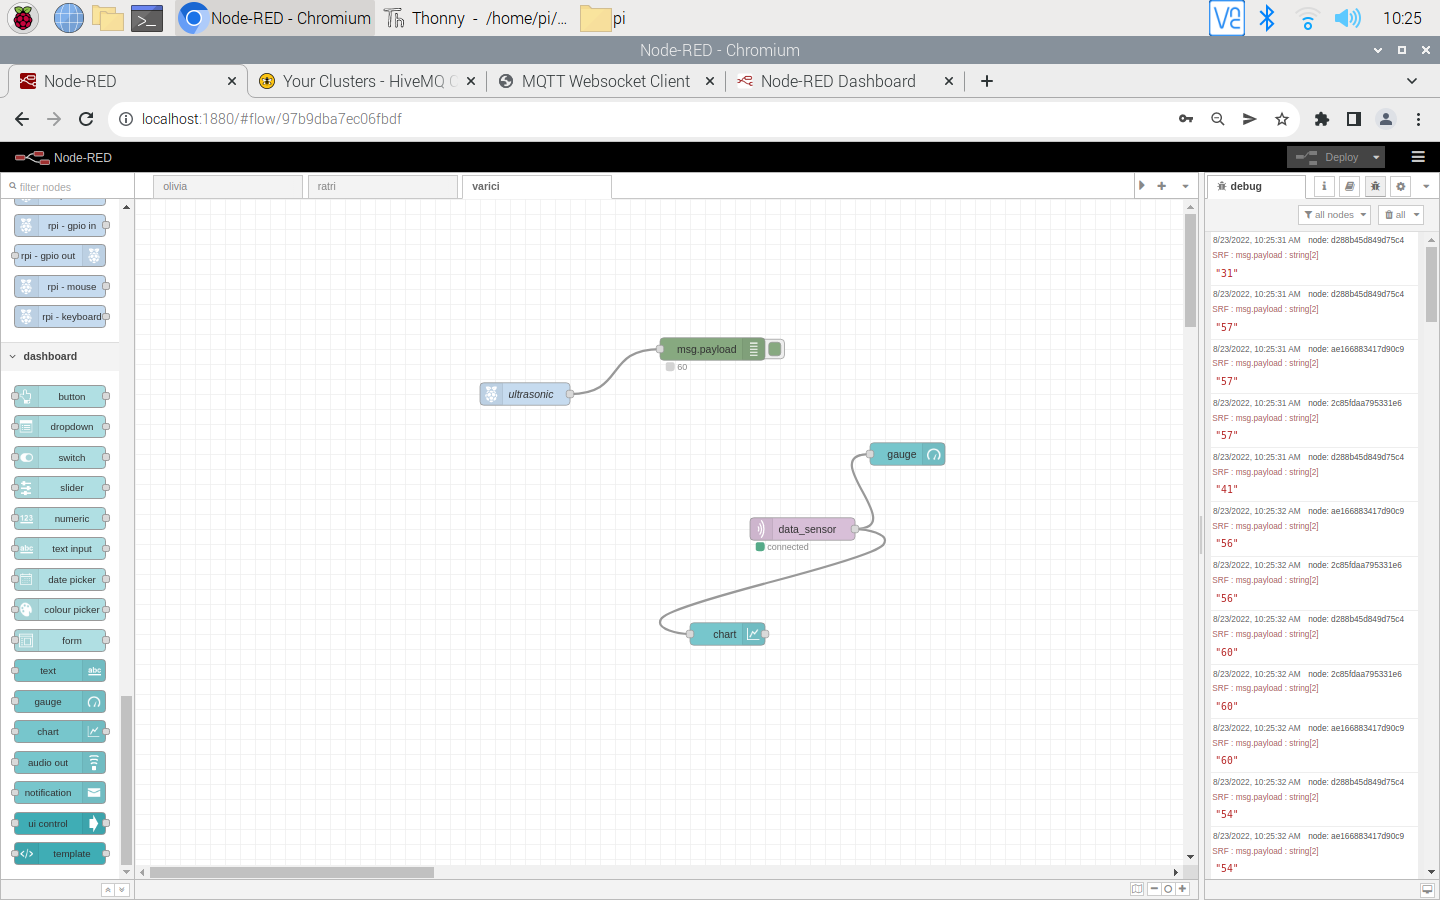 Node-RED - Chromium
Thonny - /home/pi/...
pi
10:25
Node-RED - Chromium
Node-RED
Your Clusters - HiveMQ C
MQTT Websocket Client
Node-RED Dashboard
localhost:1880/#flow/97b9dba7ec06fbdf
Node-RED
Deploy
filter nodes
olivia
ratri
varici
debug
all nodes
all
rpi - gpio in
rpi - gpio out
rpi - mouse
rpi - keyboard
dashboard
button
dropdown
switch
slider
123 numeric
abc text input
date picker
colour picker
form
text abc
gauge
chart
audio out
notification
ui control
template
msg.payload
60
ultrasonic
gauge
data_sensor
connected
chart
8/23/2022, 10:25:31 AM node: d288b45d849d75c4
SRF : msg.payload : string[2]
"31"
8/23/2022, 10:25:31 AM node: d288b45d849d75c4
SRF : msg.payload : string[2]
"57"
8/23/2022, 10:25:31 AM node: ae166883417d90c9
SRF : msg.payload : string[2]
"57"
8/23/2022, 10:25:31 AM node: 2c85fdaa795331e6
SRF : msg.payload : string[2]
"57"
8/23/2022, 10:25:31 AM node: d288b45d849d75c4
SRF : msg.payload : string[2]
"41"
8/23/2022, 10:25:32 AM node: ae166883417d90c9
SRF : msg.payload : string[2]
"56"
8/23/2022, 10:25:32 AM node: 2c85fdaa795331e6
SRF : msg.payload : string[2]
"56"
8/23/2022, 10:25:32 AM node: d288b45d849d75c4
SRF : msg.payload : string[2]
"60"
8/23/2022, 10:25:32 AM node: 2c85fdaa795331e6
SRF : msg.payload : string[2]
"60"
8/23/2022, 10:25:32 AM node: ae166883417d90c9
SRF : msg.payload : string[2]
"60"
8/23/2022, 10:25:32 AM node: d288b45d849d75c4
SRF : msg.payload : string[2]
"54"
8/23/2022, 10:25:32 AM node: ae166883417d90c9
SRF : msg.payload : string[2]
"54"